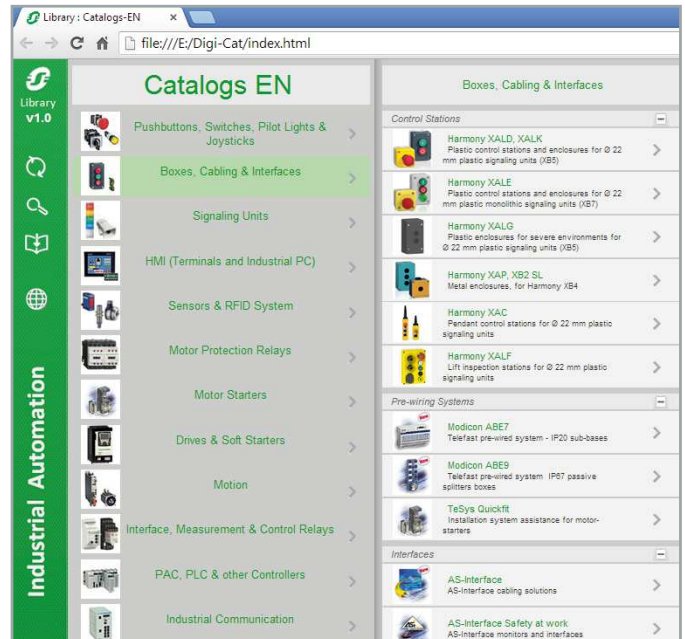 Library : Catalogs-EN
file:///E:/Digi-Cat/index.html
Library
v1.0
Industrial Automation
Catalogs EN
Pushbuttons, Switches, Pilot Lights &
Joysticks
Boxes, Cabling & Interfaces
Signaling Units
HMI (Terminals and Industrial PC)
Sensors & RFID System
Motor Protection Relays
Motor Starters
Drives & Soft Starters
Motion
Interface, Measurement & Control Relays
PAC, PLC & other Controllers
Industrial Communication
Boxes, Cabling & Interfaces
Control Stations
Harmony XALD, XALK
Plastic control stations and enclosures for Ø 22
mm plastic signaling units (XB5)
Harmony XALE
Plastic control stations and enclosures for Ø 22
mm plastic monolithic signaling units (XB7)
Harmony XALG
Plastic enclosures for severe environments for
Ø 22 mm plastic signaling units (XB5)
Harmony XAP, XB2 SL
Metal enclosures, for Harmony XB4
Harmony XAC
Pendant control stations for Ø 22 mm plastic
signaling units
Harmony XALF
Lift inspection stations for Ø 22 mm plastic
signaling units
Pre-wiring Systems
Modicon ABE7
Telefast pre-wired system - IP20 sub-bases
Modicon ABE9
Telefast pre-wired system IP67 passive
splitters boxes
TeSys Quickfit
Installation system assistance for motor-
starters
Interfaces
AS-Interface
AS-Interface cabling solutions
AS-Interface Safety at work
AS-Interface monitors and interfaces